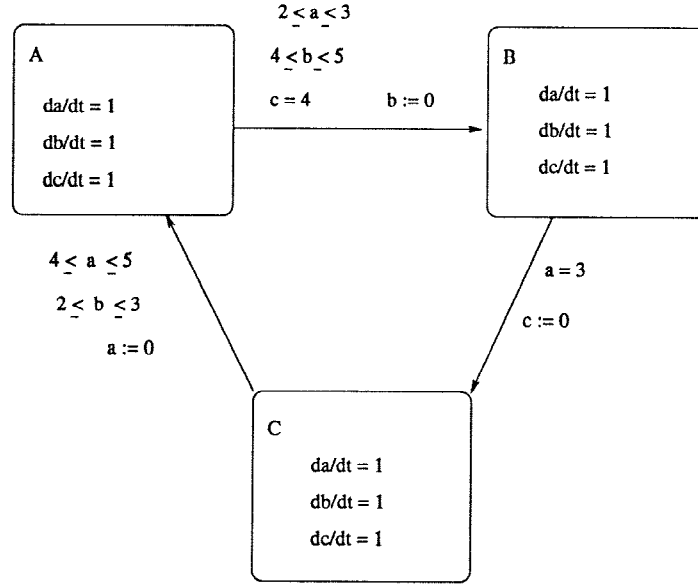 2 ≤ a ≤ 3
4 ≤ b ≤ 5
c = 4 b := 0
A
da/dt = 1
db/dt = 1
dc/dt = 1
B
da/dt = 1
db/dt = 1
dc/dt = 1
4 ≤ a ≤ 5
2 ≤ b ≤ 3
a := 0
a = 3
c := 0
C
da/dt = 1
db/dt = 1
dc/dt = 1